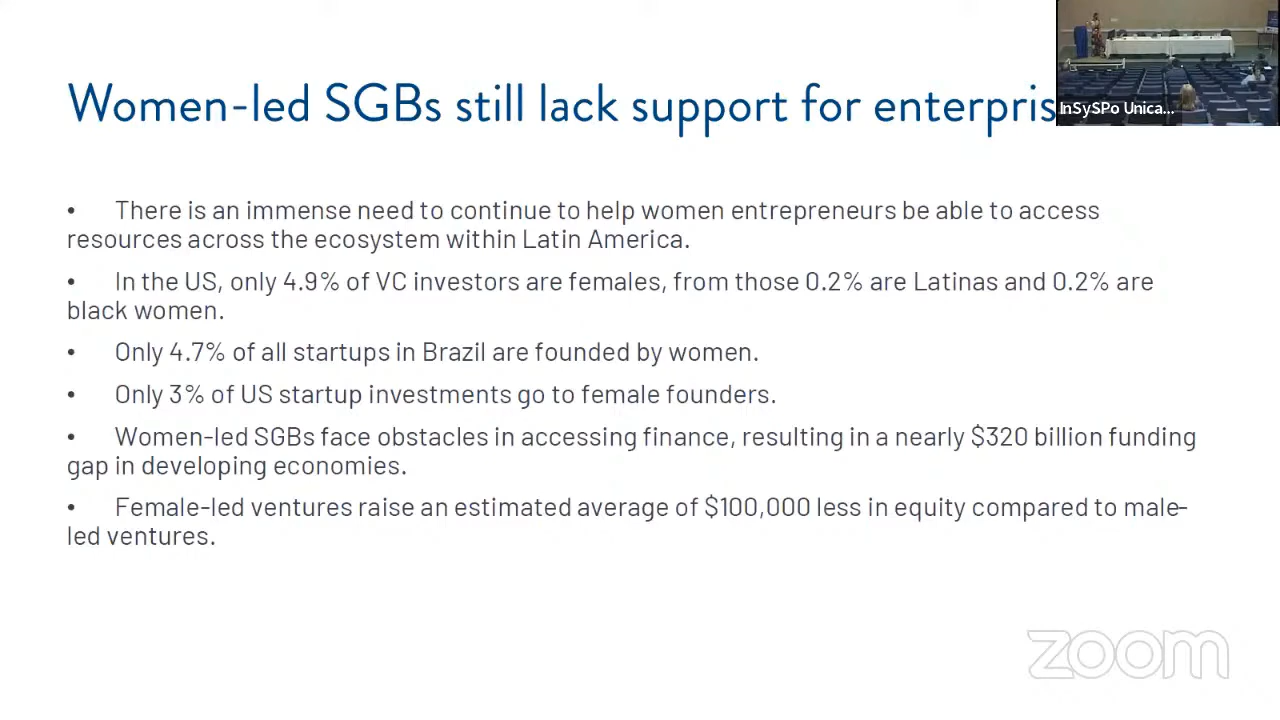 Women-led SGBs still lack support for enterpris
InSySPo Unica...
• There is an immense need to continue to help women entrepreneurs be able to access
resources across the ecosystem within Latin America.
• In the US, only 4.9% of VC investors are females, from those 0.2% are Latinas and 0.2% are
black women.
• Only 4.7% of all startups in Brazil are founded by women.
• Only 3% of US startup investments go to female founders.
• Women-led SGBs face obstacles in accessing finance, resulting in a nearly $320 billion funding
gap in developing economies.
• Female-led ventures raise an estimated average of $100,000 less in equity compared to male-
led ventures.
zoom